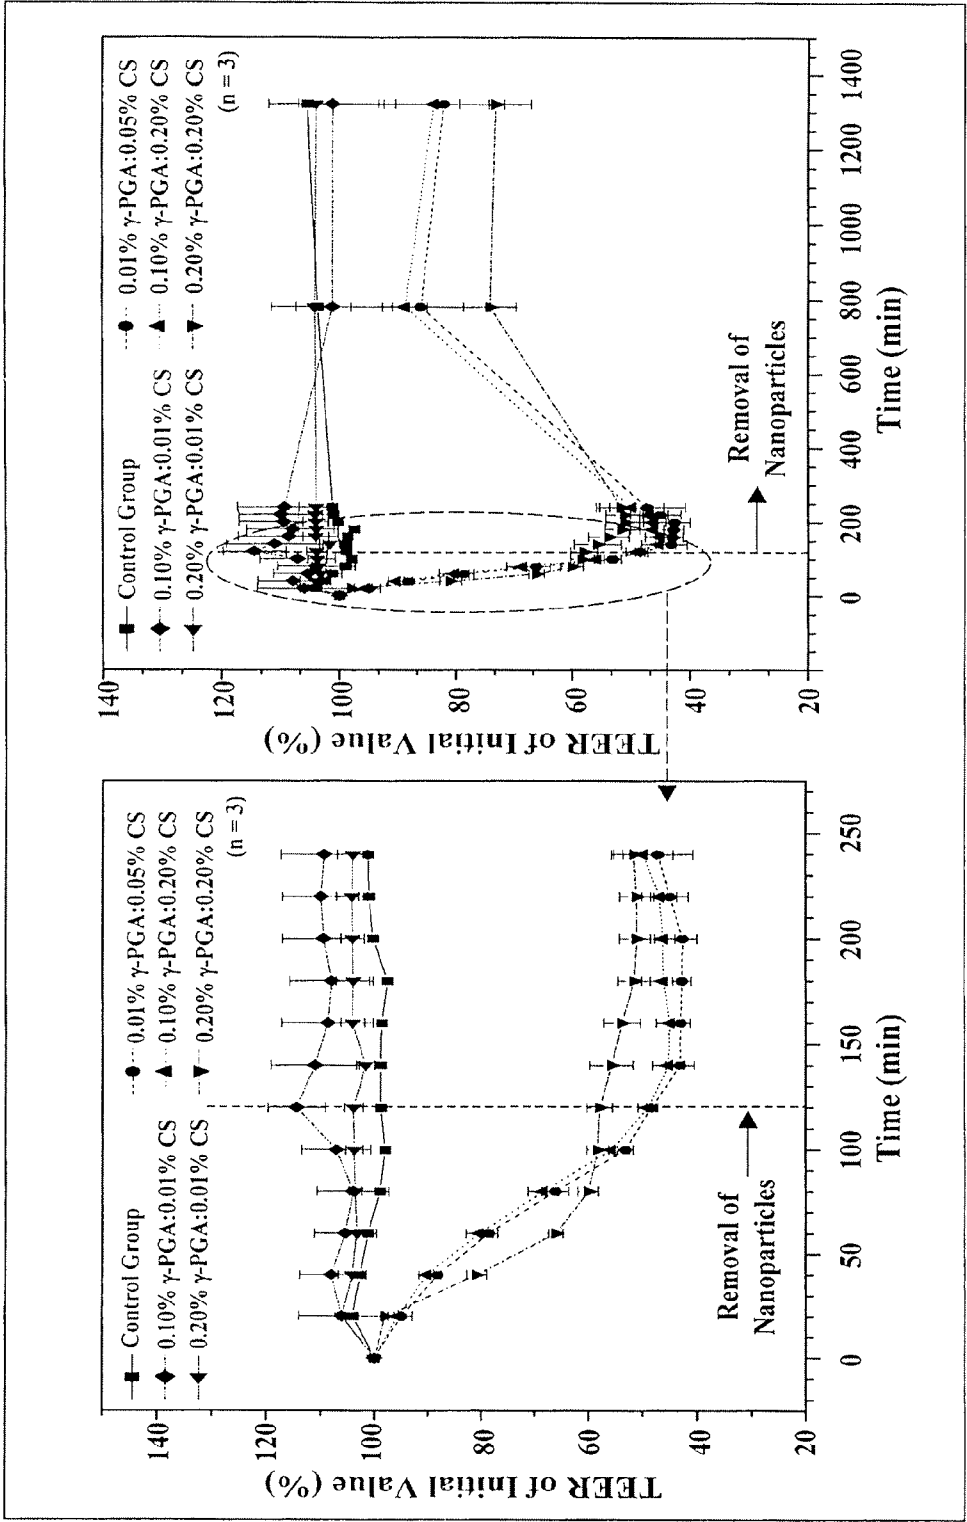 TEER of Initial Value (%)
140
120
100
80
60
40
20
Control Group
0.01% γ-PGA:0.05% CS
0.10% γ-PGA:0.01% CS
0.10% γ-PGA:0.20% CS
0.20% γ-PGA:0.01% CS
0.20% γ-PGA:0.20% CS
(n = 3)
Removal of
Nanoparticles
0
50
100
150
200
250
Time (min)
TEER of Initial Value (%)
140
120
100
80
60
40
20
Control Group
0.01% γ-PGA:0.05% CS
0.10% γ-PGA:0.01% CS
0.10% γ-PGA:0.20% CS
0.20% γ-PGA:0.01% CS
0.20% γ-PGA:0.20% CS
(n = 3)
Removal of
Nanoparticles
0
200
400
600
800
1000
1200
1400
Time (min)